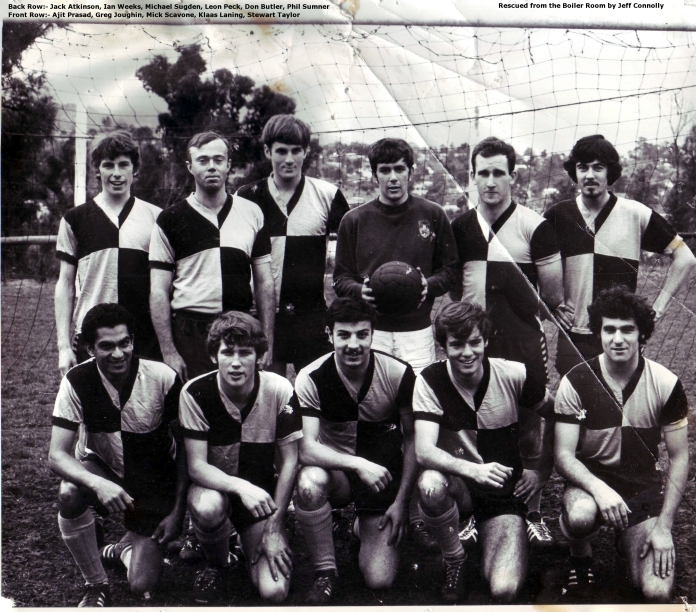 Back Row:- Jack Atkinson, Ian Weeks, Michael Sugden, Leon Peck, Don Butler, Phil Sumner
Front Row:- Ajit Prasad, Greg Joughin, Mick Scavone, Klaas Laning, Stewart Taylor
Rescued from the Boiler Room by Jeff Connolly